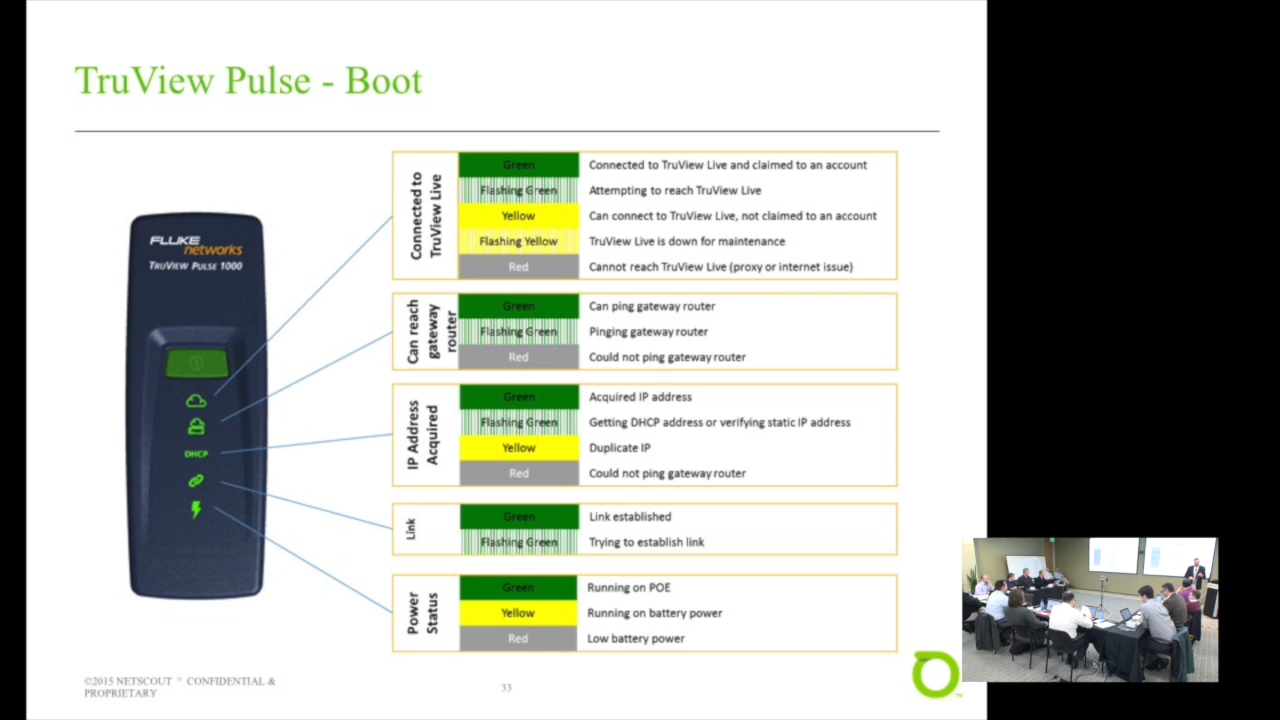 TruView Pulse - Boot
FLUKE
networks
TRUVIEW PULSE 1000
DHCP
Connected to
TruView Live
Green
Connected to TruView Live and claimed to an account
Flashing Green
Attempting to reach TruView Live
Yellow
Can connect to TruView Live, not claimed to an account
Flashing Yellow
TruView Live is down for maintenance
Red
Cannot reach TruView Live (proxy or internet issue)
Can reach
gateway
router
Green
Can ping gateway router
Flashing Green
Pinging gateway router
Red
Could not ping gateway router
IP Address
Acquired
Green
Acquired IP address
Flashing Green
Getting DHCP address or verifying static IP address
Yellow
Duplicate IP
Red
Could not ping gateway router
Link
Green
Link established
Flashing Green
Trying to establish link
Power
Status
Green
Running on POE
Yellow
Running on battery power
Red
Low battery power
©2015 NETSCOUT ° CONFIDENTIAL &
PROPRIETARY
33
TM